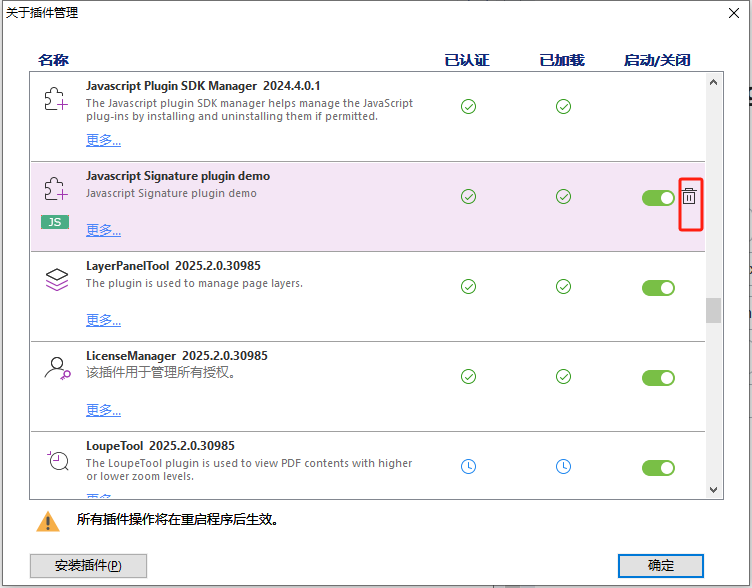 关于插件管理
名称 已认证 已加载 启动/关闭
Javascript Plugin SDK Manager 2024.4.0.1
The Javascript plugin SDK manager helps manage the JavaScript
plug-ins by installing and uninstalling them if permitted.
更多...
Javascript Signature plugin demo
Javascript Signature plugin demo
JS
更多...
LayerPanelTool 2025.2.0.30985
The plugin is used to manage page layers.
更多...
LicenseManager 2025.2.0.30985
该插件用于管理所有授权。
更多...
LoupeTool 2025.2.0.30985
The LoupeTool plugin is used to view PDF contents with higher
or lower zoom levels.
更多...
所有插件操作将在重启程序后生效。
安装插件(P) 确定